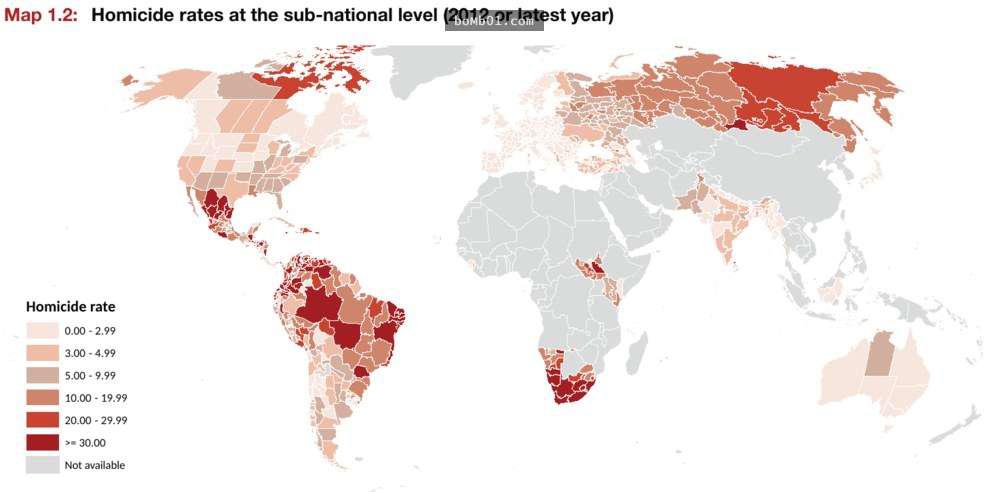 Map 1.2: Homicide rates at the sub-national level (2012 or latest year)
bomb01.com
Homicide rate
0.00 - 2.99
3.00 - 4.99
5.00 - 9.99
10.00 - 19.99
20.00 - 29.99
>= 30.00
Not available